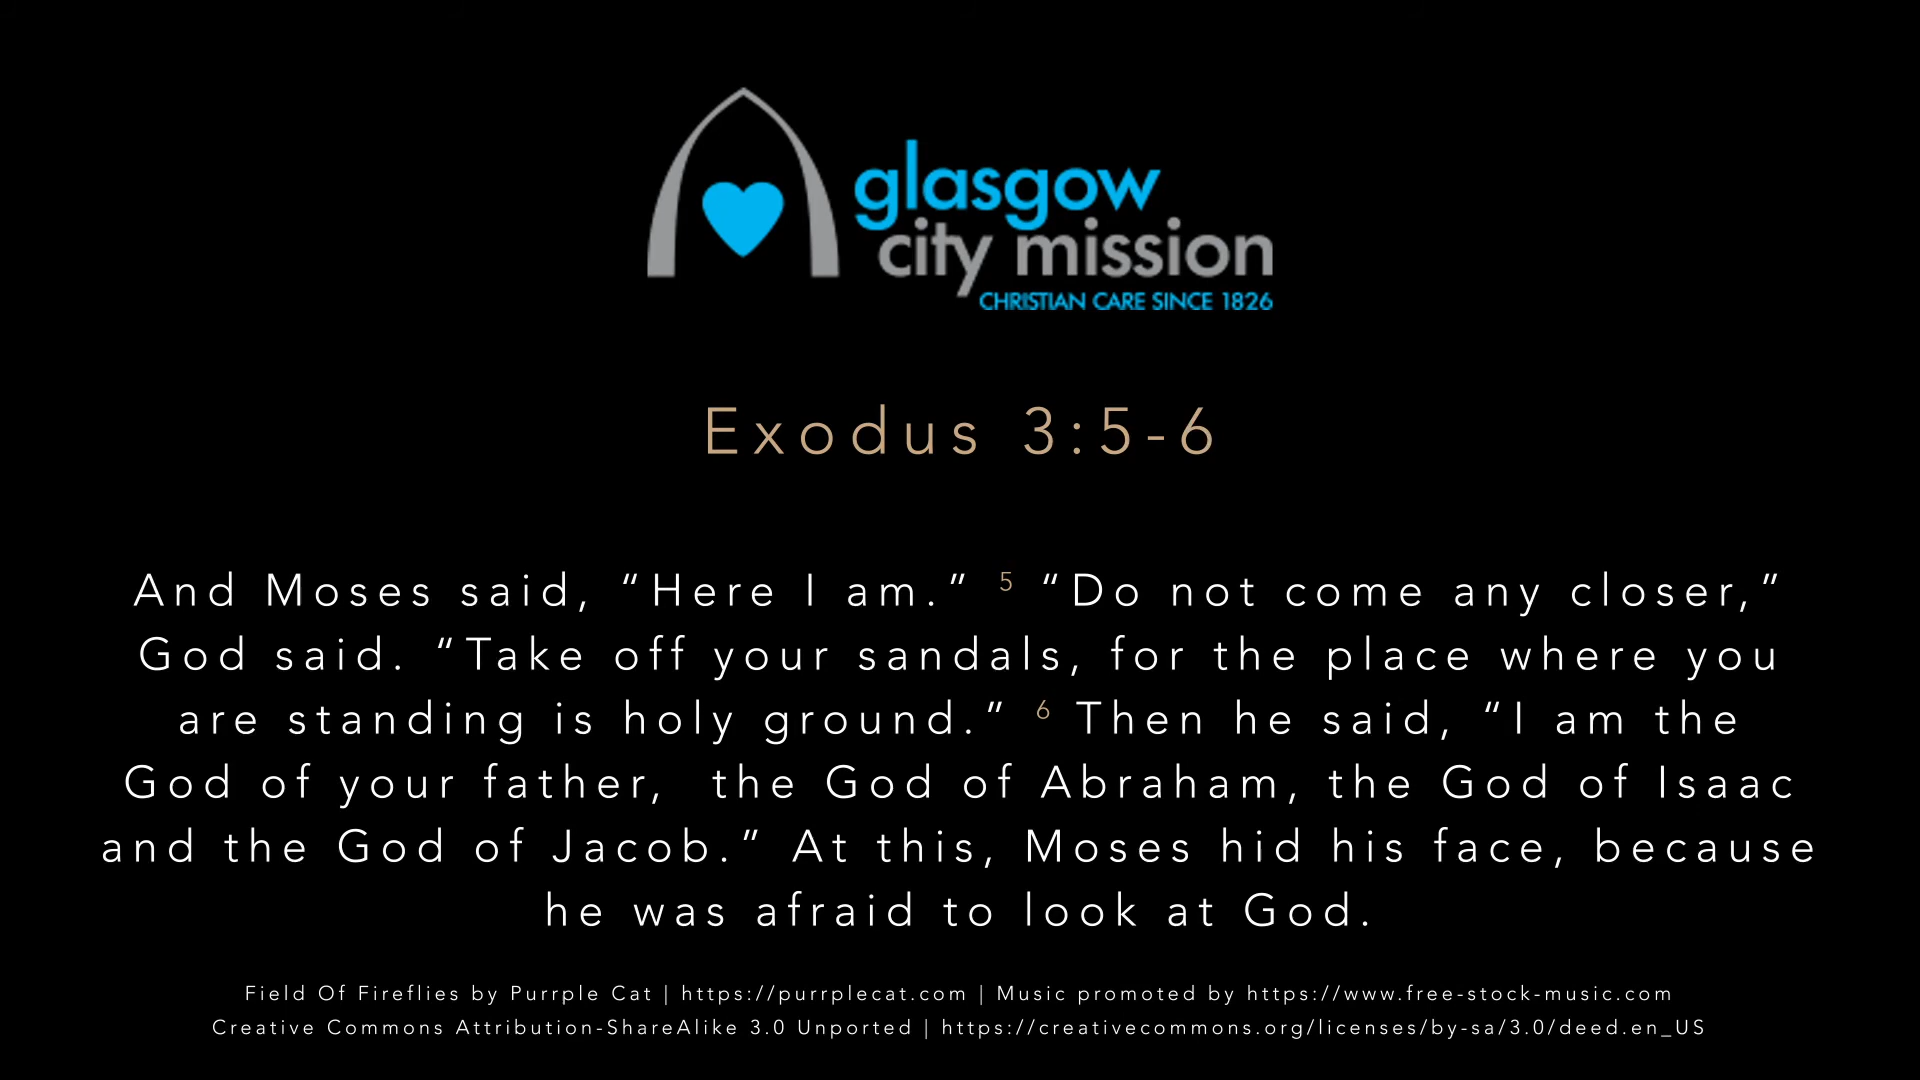 glasgow
city mission
CHRISTIAN CARE SINCE 1826
Exodus 3:5-6
And Moses said, “Here I am.” 5 “Do not come any closer,”
God said. “Take off your sandals, for the place where you
are standing is holy ground.” 6 Then he said, “I am the
God of your father,  the God of Abraham, the God of Isaac
and the God of Jacob.” At this, Moses hid his face, because
he was afraid to look at God.
Field Of Fireflies by Purrple Cat | https://purrplecat.com | Music promoted by https://www.free-stock-music.com
Creative Commons Attribution-ShareAlike 3.0 Unported | https://creativecommons.org/licenses/by-sa/3.0/deed.en_US